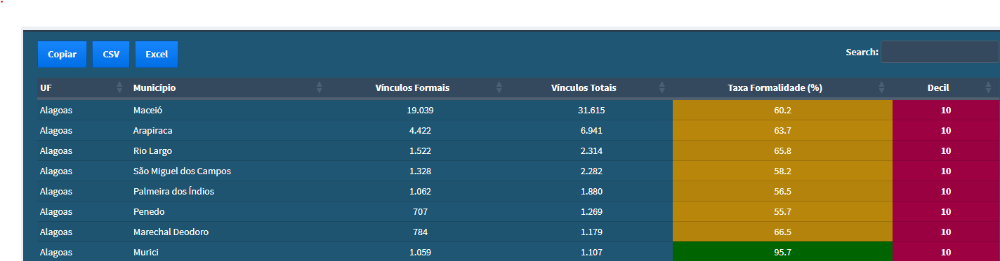 Copiar CSV Excel Search:
UF Município Vínculos Formais Vínculos Totais Taxa Formalidade (%) Decil
Alagoas Maceió 19.039 31.615 60.2 10
Alagoas Arapiraca 4.422 6.941 63.7 10
Alagoas Rio Largo 1.522 2.314 65.8 10
Alagoas São Miguel dos Campos 1.328 2.282 58.2 10
Alagoas Palmeira dos Índios 1.062 1.880 56.5 10
Alagoas Penedo 707 1.269 55.7 10
Alagoas Marechal Deodoro 784 1.179 66.5 10
Alagoas Murici 1.059 1.107 95.7 10